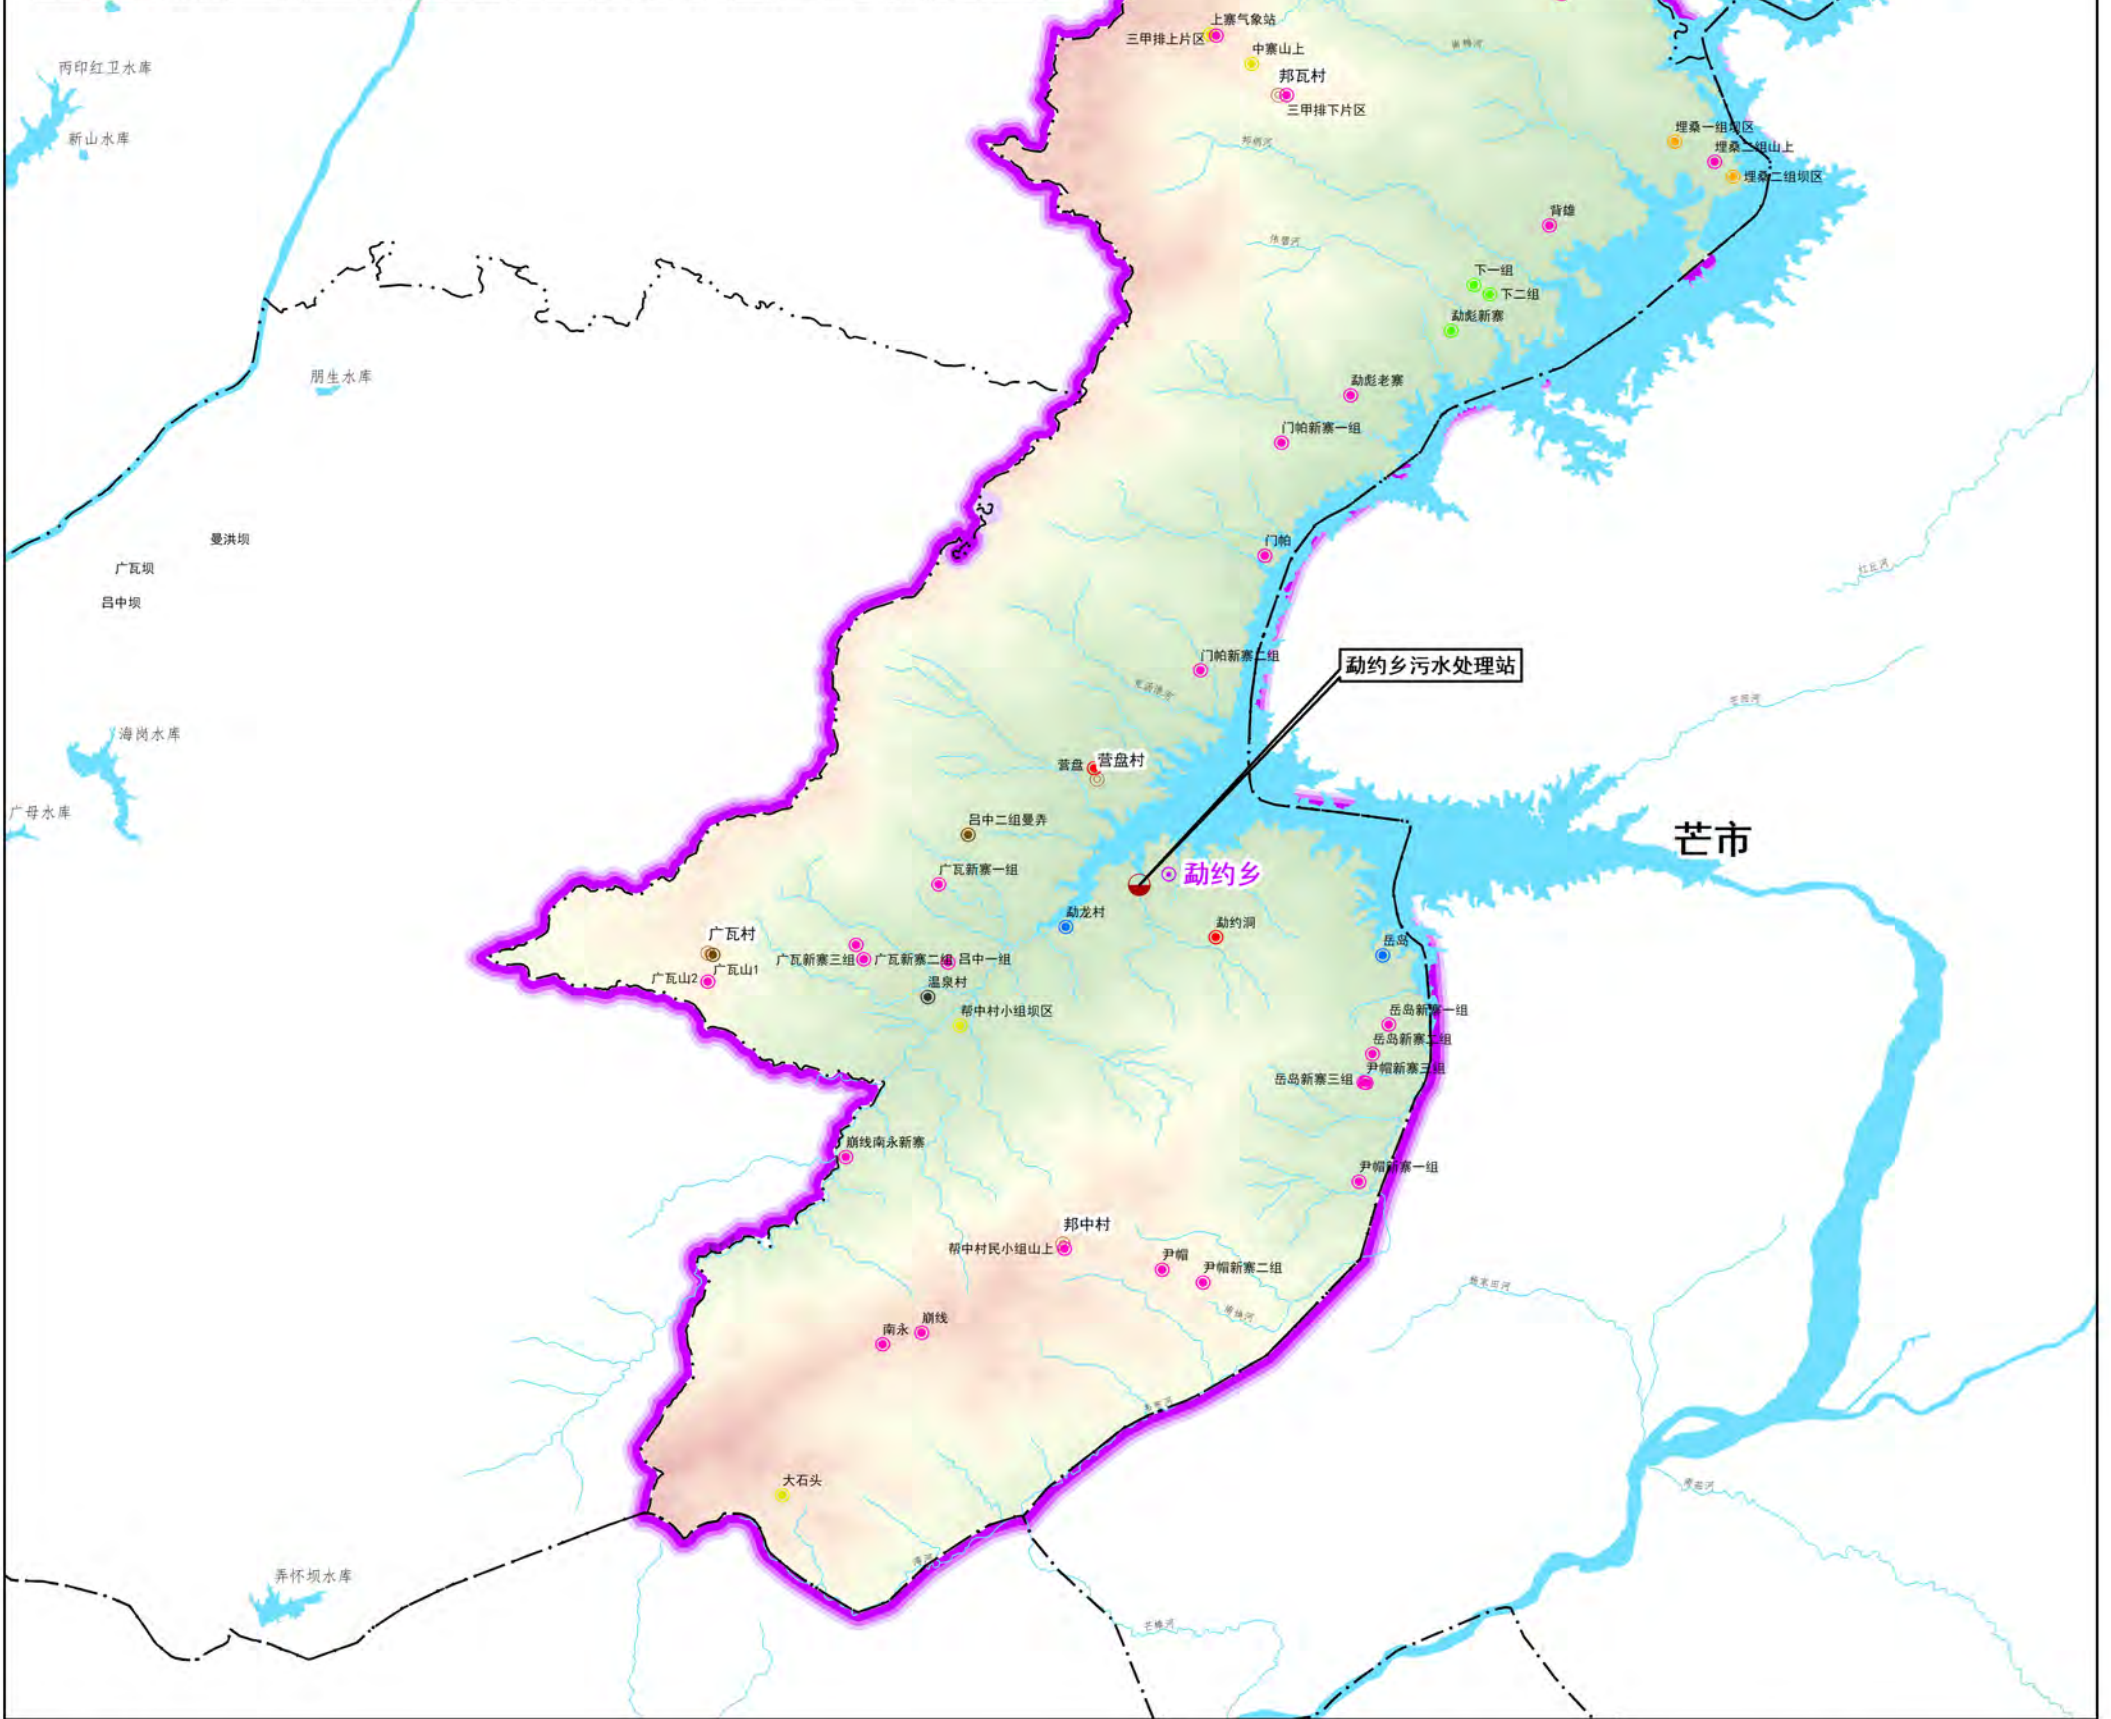 上寨气象站
三甲排上片区
中寨山上
丙印红卫水库
邦瓦村
三甲排下片区
埋桑一组坝区
新山水库
埋桑二组山上
埋桑二组坝区
背雄
下一组
下二组
勐彪新寨
朋生水库
勐彪老寨
门帕新寨一组
曼洪坝
门帕
广瓦坝
红丘河
吕中坝
门帕新寨二组
勐约乡污水处理站
海岗水库
营盘
营盘村
广母水库
吕中二组曼弄
芒市
广瓦新寨一组
勐约乡
勐龙村
勐约洞
广瓦村
岳岛
广瓦新寨三组
广瓦新寨二组
吕中一组
广瓦山1
广瓦山2
温泉村
帮中村小组坝区
岳岛新寨一组
岳岛新寨二组
尹帽新寨三组
岳岛新寨三组
崩线南永新寨
尹帽新寨一组
邦中村
帮中村民小组山上
尹帽
尹帽新寨二组
杨家田河
崩线
南永
大石头
弄怀坝水库